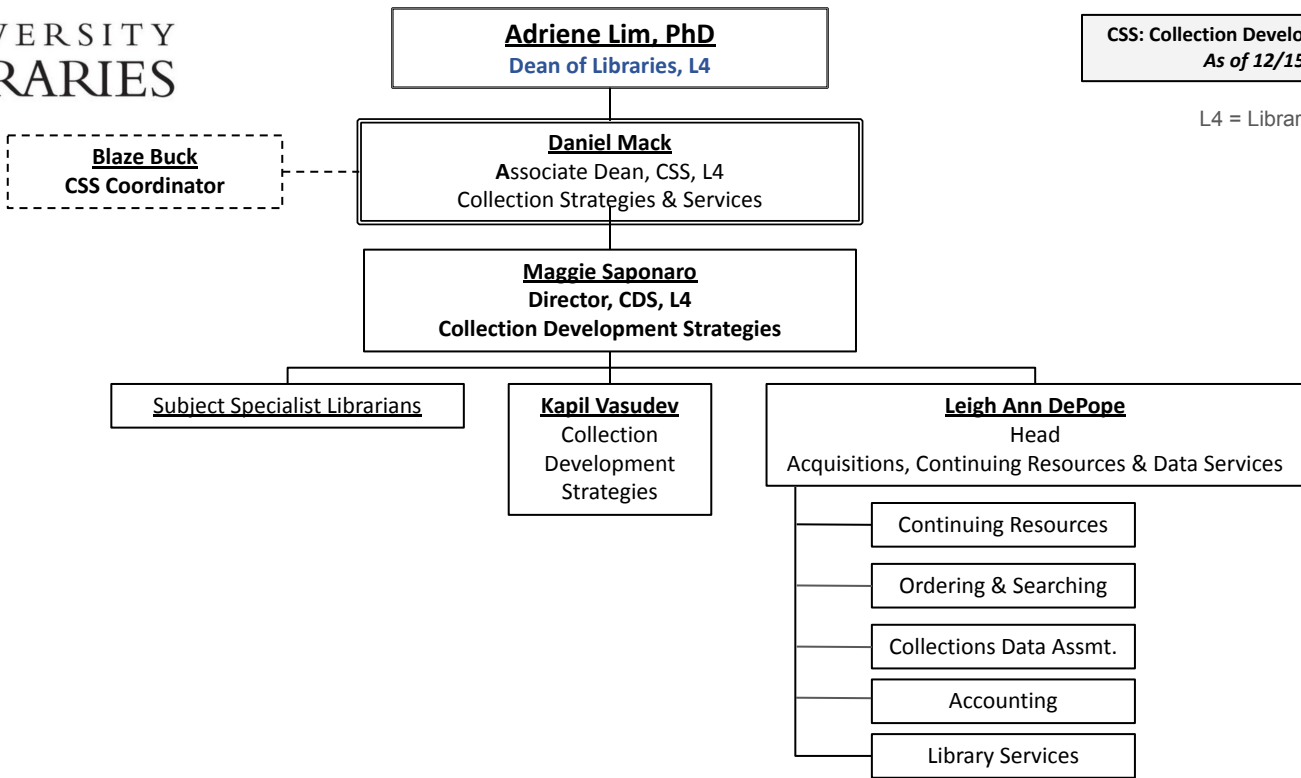 VERSITY
RARIES
Adriene Lim, PhD
Dean of Libraries, L4
CSS: Collection Develo
As of 12/15
L4 = Librar
Blaze Buck
CSS Coordinator
Daniel Mack
Associate Dean, CSS, L4
Collection Strategies & Services
Maggie Saponaro
Director, CDS, L4
Collection Development Strategies
Subject Specialist Librarians
Kapil Vasudev
Collection
Development
Strategies
Leigh Ann DePope
Head
Acquisitions, Continuing Resources & Data Services
Continuing Resources
Ordering & Searching
Collections Data Assmt.
Accounting
Library Services